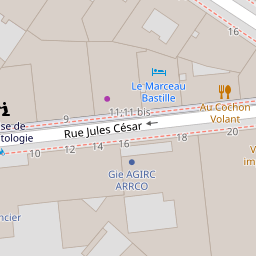 16
Le Marceau
Bastille
Au Cochon
Volant
11;11 bis
9
Rue Jules César
10
12
14
16
18
20
Gie AGIRC
ARRCO